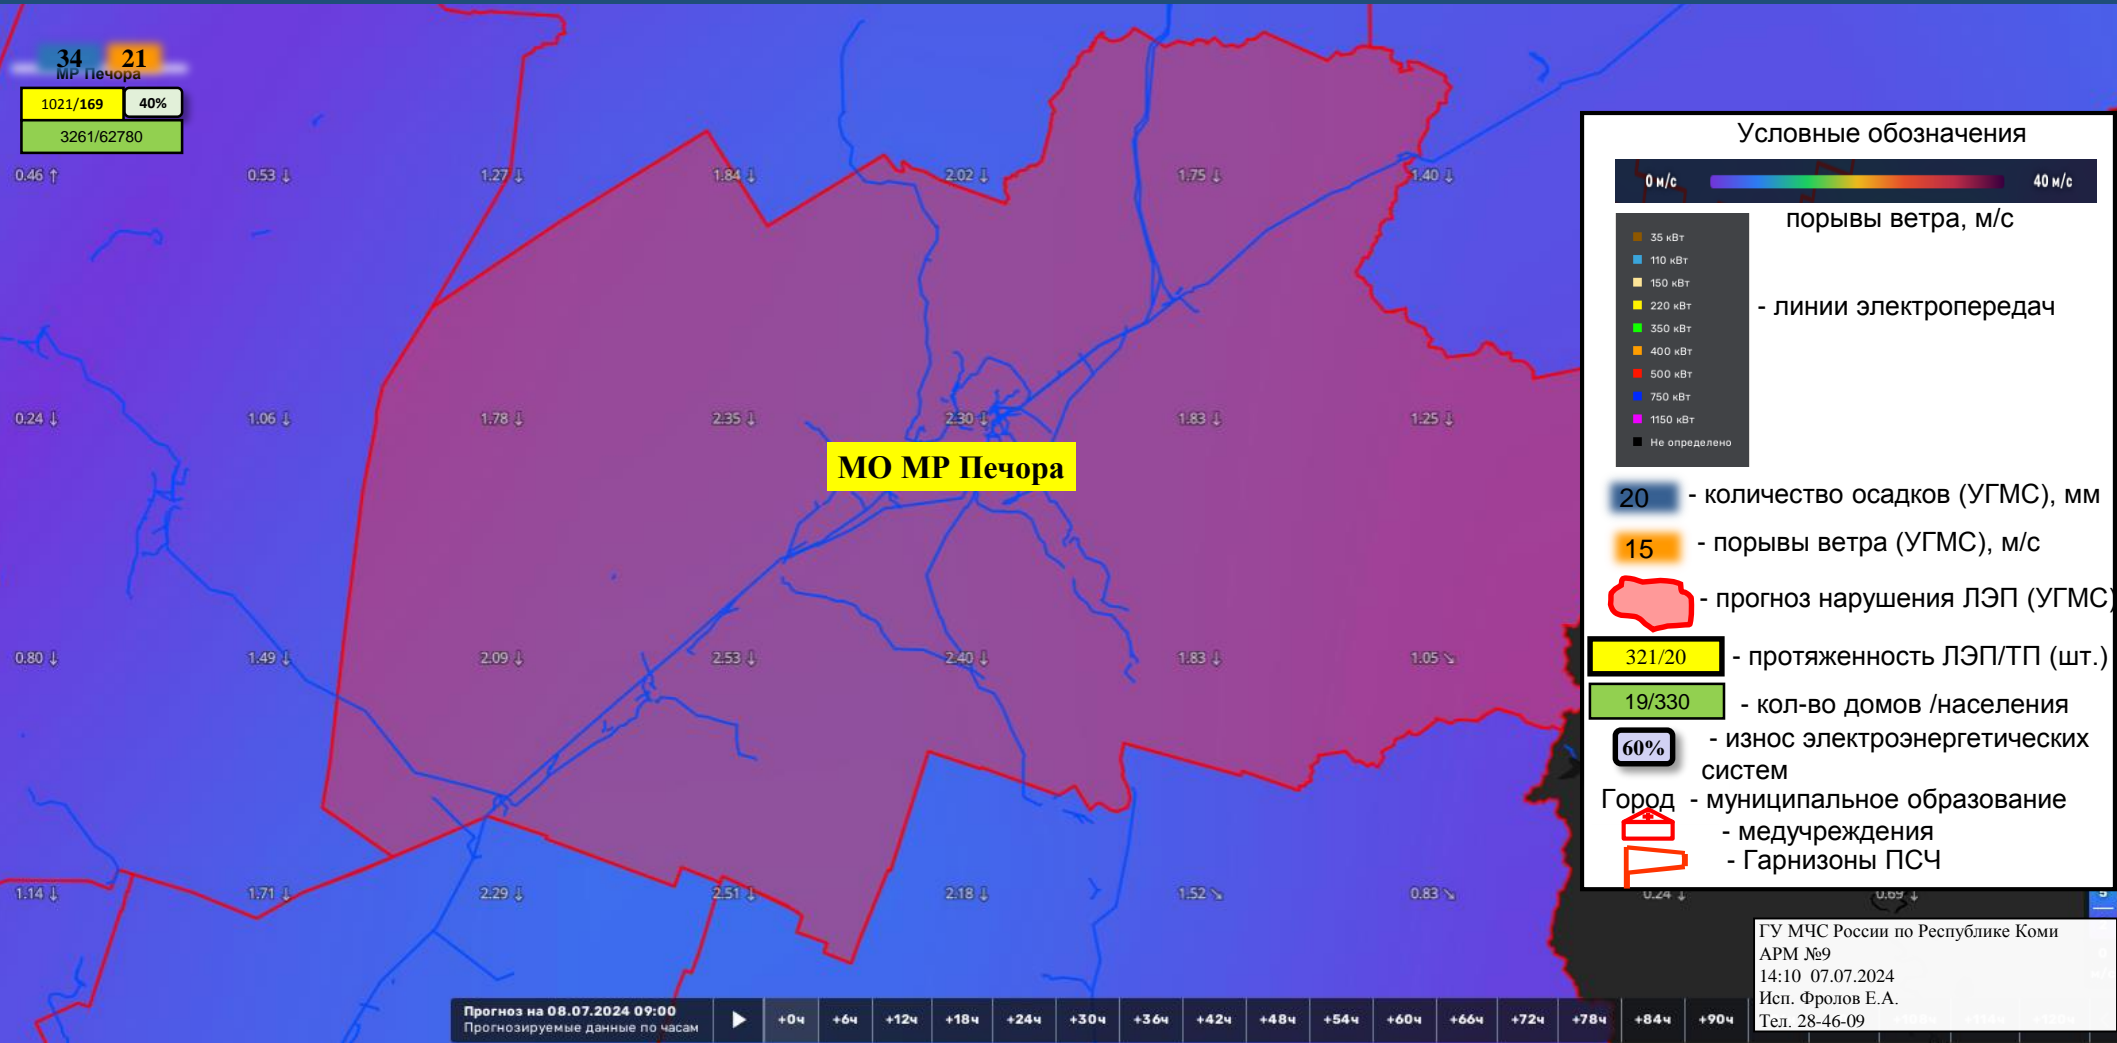 34 21
МР Печора
1021/169 40%
3261/62780
0.46 ↑ 0.53 ↓ 1.27 ↓ 1.84 ↓ 2.02 ↓ 1.75 ↓ 1.40 ↓
0.24 ↓ 1.06 ↓ 1.78 ↓ 2.35 ↓ 2.30 ↓ 1.83 ↓ 1.25 ↓
МО МР Печора
0.80 ↓ 1.49 ↓ 2.09 ↓ 2.53 ↓ 2.40 ↓ 1.83 ↓ 1.05 ↘
1.14 ↓ 1.71 ↓ 2.29 ↓ 2.51 ↓ 2.18 ↓ 1.52 ↘ 0.83 ↘ 0.24 ↓ 0.69 ↓
Условные обозначения
0 м/с 40 м/с
порывы ветра, м/с
35 кВт
110 кВт
150 кВт
220 кВт
350 кВт
400 кВт
500 кВт
750 кВт
1150 кВт
Не определено
- линии электропередач
20 - количество осадков (УГМС), мм
15 - порывы ветра (УГМС), м/с
- прогноз нарушения ЛЭП (УГМС)
321/20 - протяженность ЛЭП/ТП (шт.)
19/330 - кол-во домов /населения
60% - износ электроэнергетических
систем
Город - муниципальное образование
- медучреждения
- Гарнизоны ПСЧ
5
ГУ МЧС России по Республике Коми
АРМ №9
14:10 07.07.2024
Исп. Фролов Е.А.
Тел. 28-46-09
Прогноз на 08.07.2024 09:00
Прогнозируемые данные по часам
+0ч +6ч +12ч +18ч +24ч +30ч +36ч +42ч +48ч +54ч +60ч +66ч +72ч +78ч +84ч +90ч